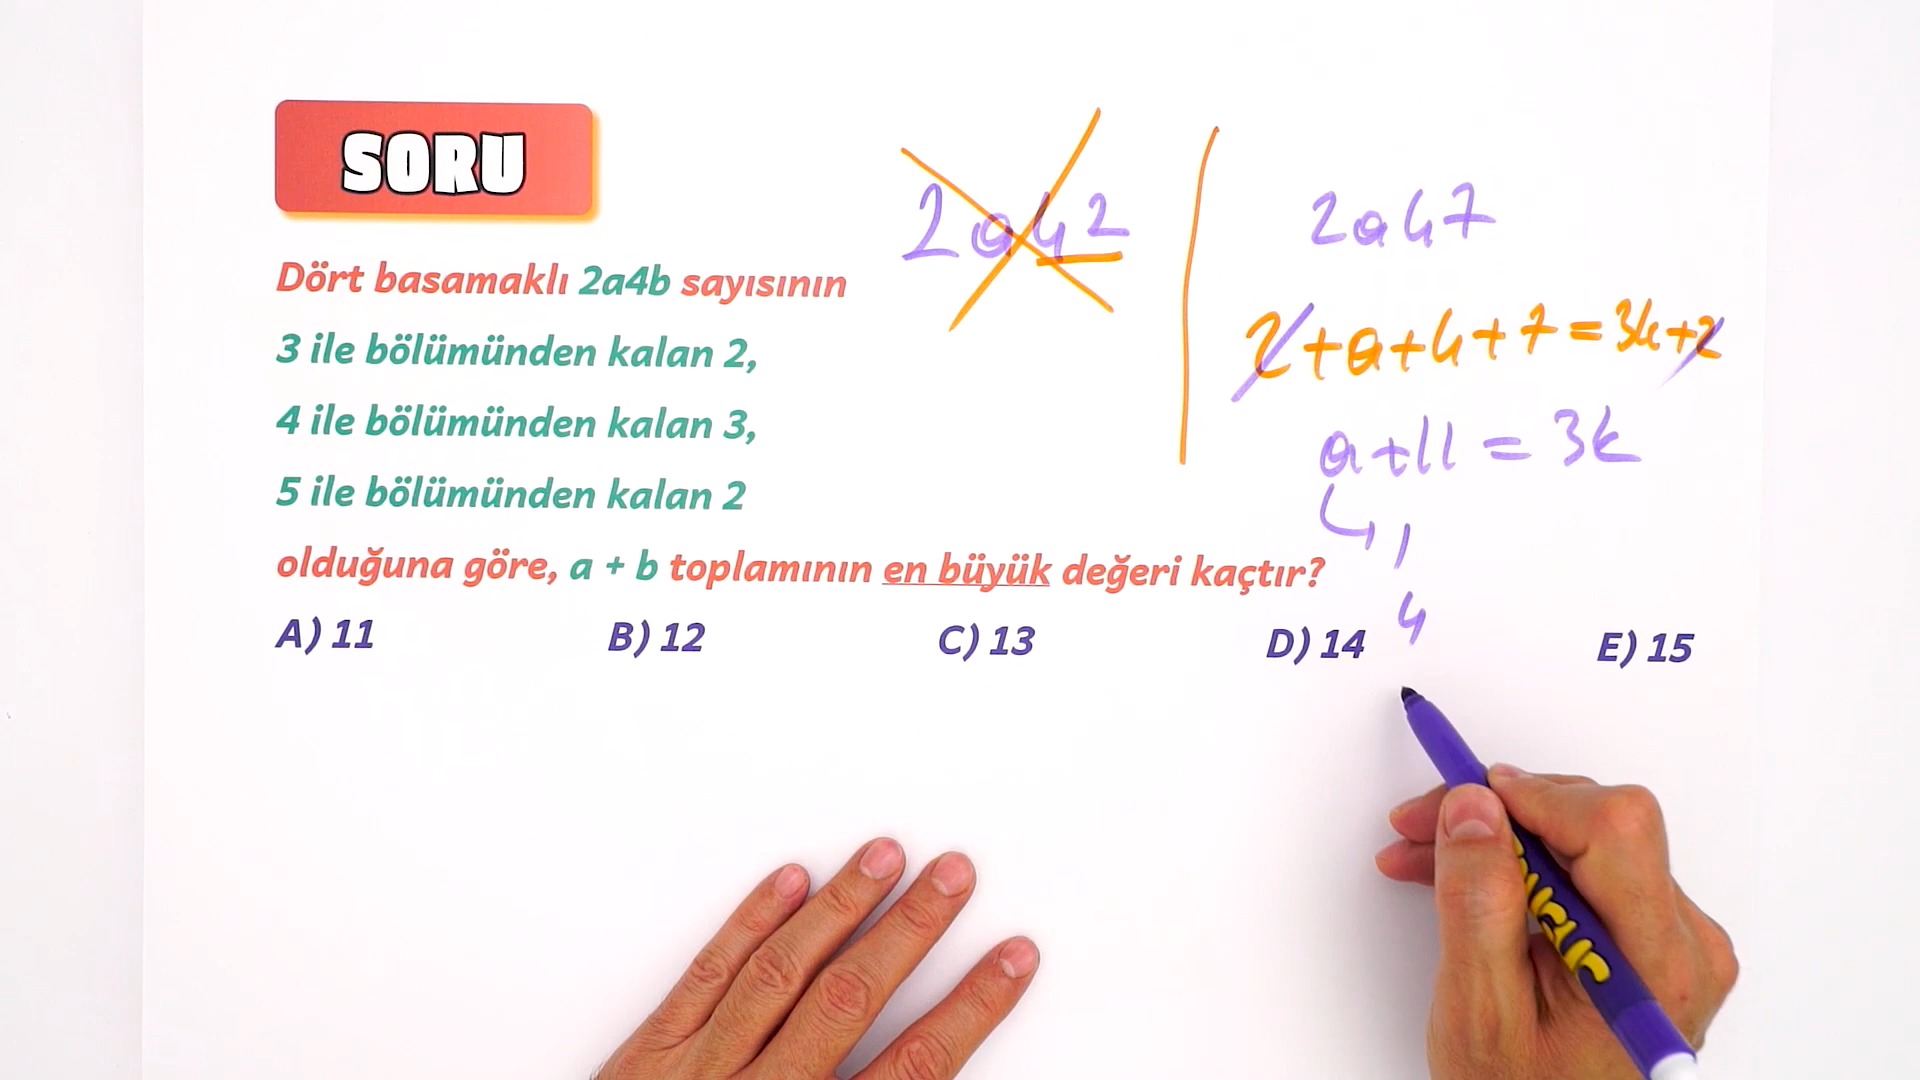 SORU
Dört basamaklı 2a4b sayısının
3 ile bölümünden kalan 2,
4 ile bölümünden kalan 3,
5 ile bölümünden kalan 2
olduğuna göre, a + b toplamının en büyük değeri kaçtır?
A) 11 B) 12 C) 13 D) 14 E) 15
2a42
2a47
2+a+4+7=3k+2
a+11=3k
1
4